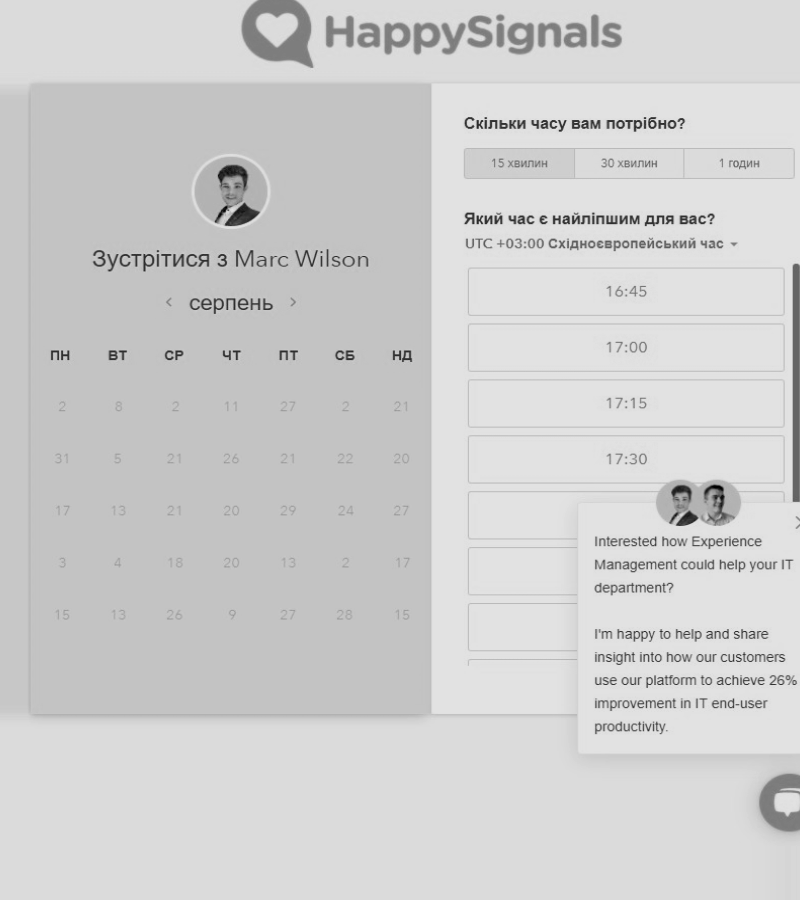 HappySignals
Зустрітися з Marc Wilson
серпень
ПН ВТ СР ЧТ ПТ СБ НД
2 8 2 11 27 2 21
31 5 21 26 21 22 20
17 13 21 20 29 24 27
3 4 18 20 13 2 17
15 13 26 9 27 28 15
Скільки часу вам потрібно?
15 хвилин 30 хвилин 1 годин
Який час є найліпшим для вас?
UTC +03:00 Східноєвропейський час
16:45
17:00
17:15
17:30
Interested how Experience
Management could help your IT
department?
I'm happy to help and share
insight into how our customers
use our platform to achieve 26%
improvement in IT end-user
productivity.